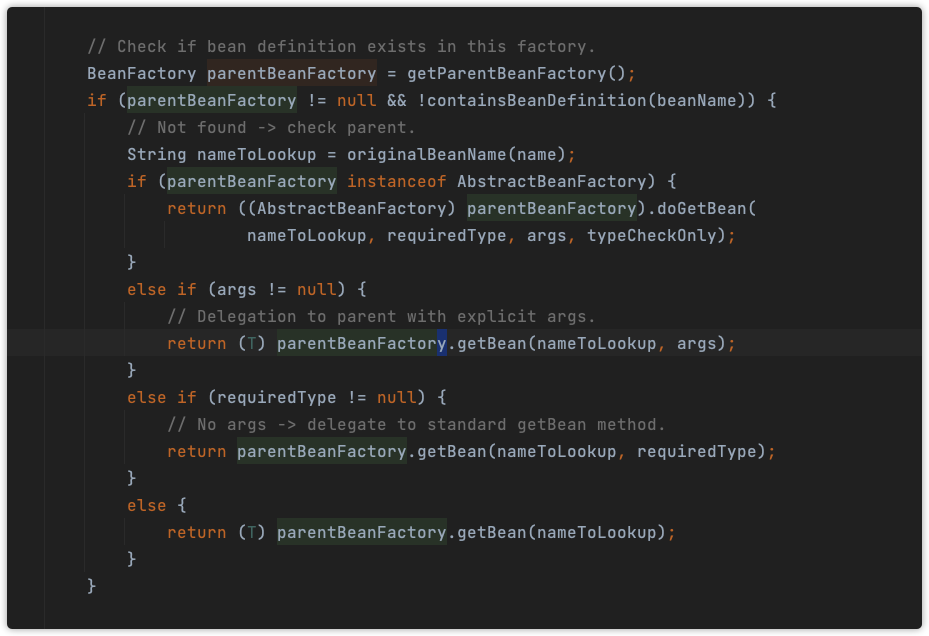 // Check if bean definition exists in this factory.
BeanFactory parentBeanFactory = getParentBeanFactory();
if (parentBeanFactory != null && !containsBeanDefinition(beanName)) {
// Not found -> check parent.
String nameToLookup = originalBeanName(name);
if (parentBeanFactory instanceof AbstractBeanFactory) {
return ((AbstractBeanFactory) parentBeanFactory).doGetBean(
nameToLookup, requiredType, args, typeCheckOnly);
}
else if (args != null) {
// Delegation to parent with explicit args.
return (T) parentBeanFactory.getBean(nameToLookup, args);
}
else if (requiredType != null) {
// No args -> delegate to standard getBean method.
return parentBeanFactory.getBean(nameToLookup, requiredType);
}
else {
return (T) parentBeanFactory.getBean(nameToLookup);
}
}